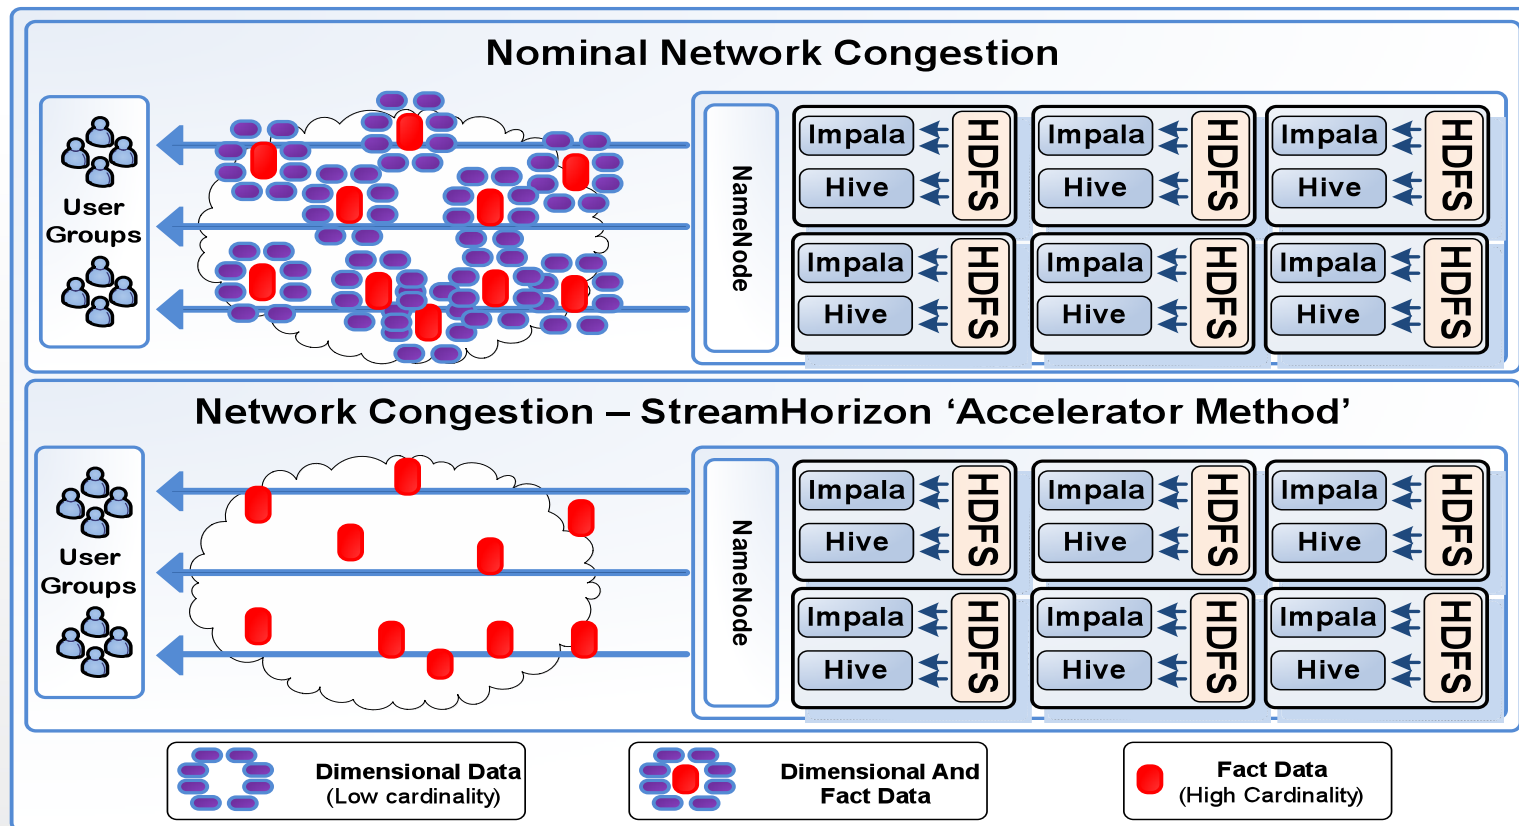 Nominal Network Congestion
User
Groups
NameNode
Impala
Hive
HDFS
Impala
Hive
HDFS
Impala
Hive
HDFS
Impala
Hive
HDFS
Impala
Hive
HDFS
Impala
Hive
HDFS
Network Congestion – StreamHorizon ‘Accelerator Method’
User
Groups
NameNode
Impala
Hive
HDFS
Impala
Hive
HDFS
Impala
Hive
HDFS
Impala
Hive
HDFS
Impala
Hive
HDFS
Impala
Hive
HDFS
Dimensional Data
(Low cardinality)
Dimensional And
Fact Data
Fact Data
(High Cardinality)